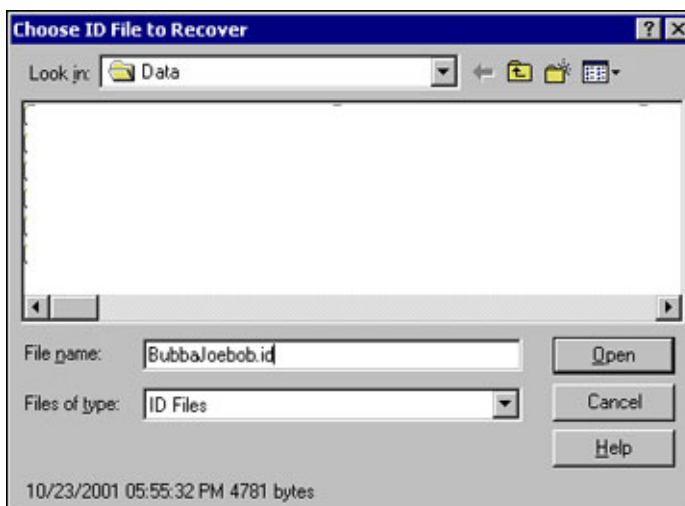 Choose ID File to Recover
Look in: Data
File name: BubbaJoebob.id
Open
Files of type: ID Files
Cancel
Help
10/23/2001 05:55:32 PM 4781 bytes